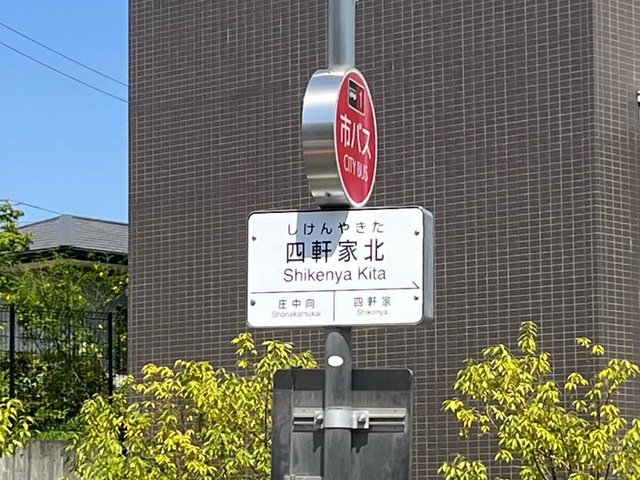 1
市バス
CITY BUS
しけんやきた
四軒家北
Shikenya Kita
庄中向 四軒家
Shonakamukai Shikenya